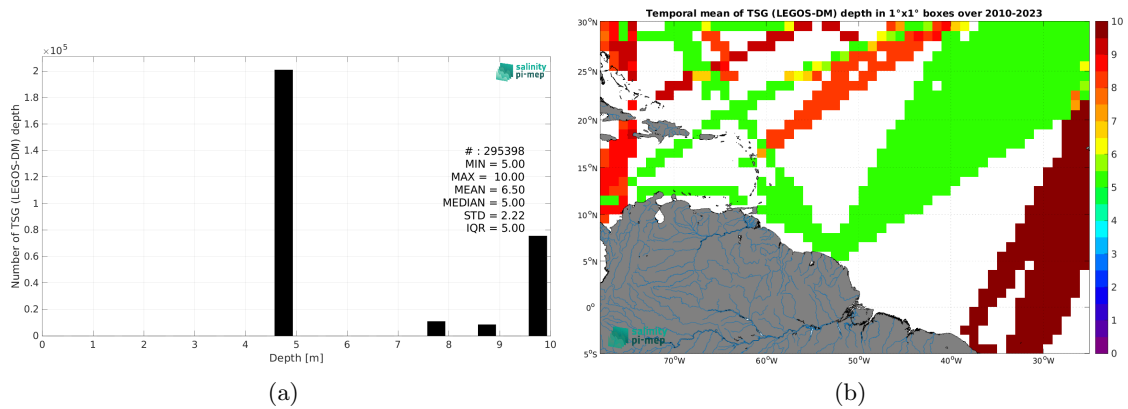 ×10⁵
2
1.8
1.6
1.4
1.2
1
0.8
0.6
0.4
0.2
0
Number of TSG (LEGOS-DM) depth
salinity
pi-mep
# : 295398
MIN = 5.00
MAX = 10.00
MEAN = 6.50
MEDIAN = 5.00
STD = 2.22
IQR = 5.00
0 1 2 3 4 5 6 7 8 9 10
Depth [m]
(a)
Temporal mean of TSG (LEGOS-DM) depth in 1°x1° boxes over 2010-2023
30°N
25°N
20°N
15°N
10°N
5°N
0°
5°S
salinity
pi-mep
70°W 60°W 50°W 40°W 30°W
10
9
8
7
6
5
4
3
2
1
0
(b)